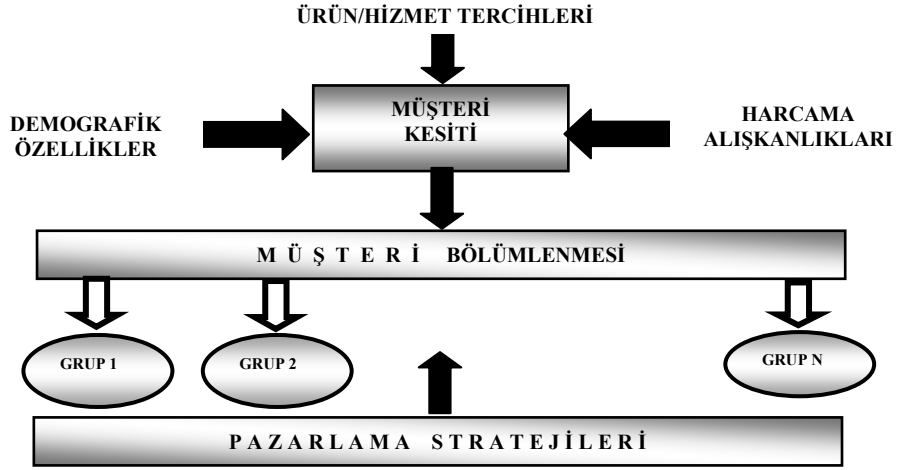 ÜRÜN/HİZMET TERCİHLERİ
MÜŞTERİ
KESİTİ
DEMOGRAFİK
ÖZELLİKLER
HARCAMA
ALIŞKANLIKLARI
M Ü Ş T E R İ BÖLÜMLENMESİ
GRUP 1
GRUP 2
GRUP N
P A Z A R L A M A S T R A T E J İ L E R İ